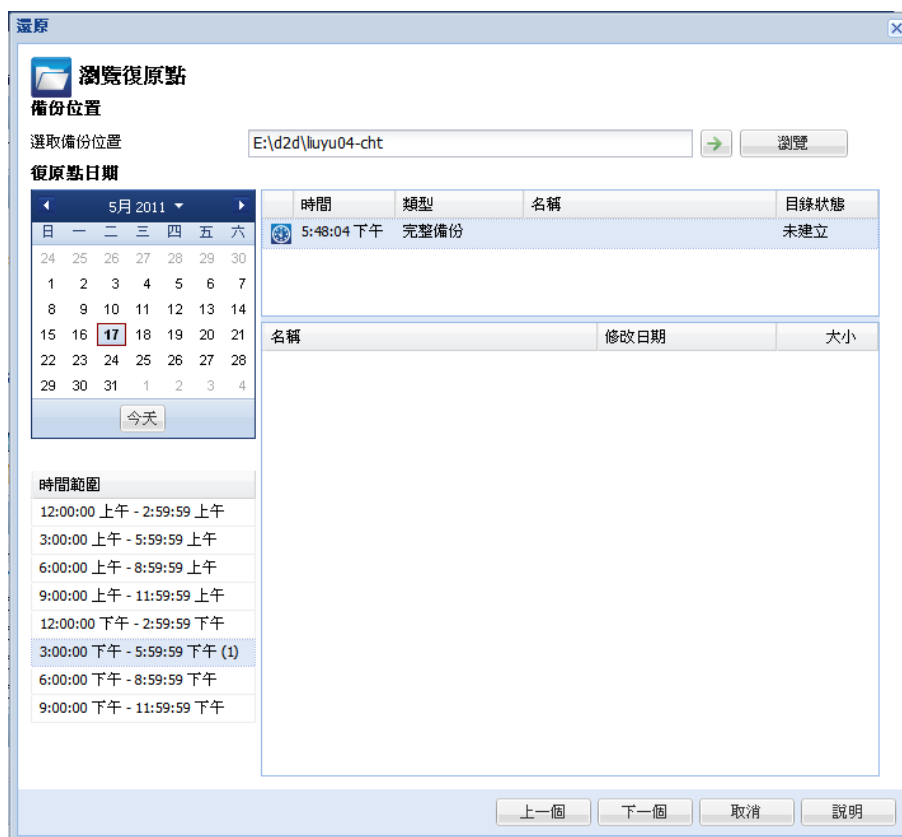 還原
瀏覽復原點
備份位置
選取備份位置 E:\d2d\liuyu04-cht 瀏覽
復原點日期
5月 2011
日 一 二 三 四 五 六
24 25 26 27 28 29 30
1 2 3 4 5 6 7
8 9 10 11 12 13 14
15 16 17 18 19 20 21
22 23 24 25 26 27 28
29 30 31 1 2 3 4
今天
時間 類型 名稱 目錄狀態
5:48:04 下午 完整備份 未建立
名稱 修改日期 大小
時間範圍
12:00:00 上午 - 2:59:59 上午
3:00:00 上午 - 5:59:59 上午
6:00:00 上午 - 8:59:59 上午
9:00:00 上午 - 11:59:59 上午
12:00:00 下午 - 2:59:59 下午
3:00:00 下午 - 5:59:59 下午 (1)
6:00:00 下午 - 8:59:59 下午
9:00:00 下午 - 11:59:59 下午
上一個 下一個 取消 說明